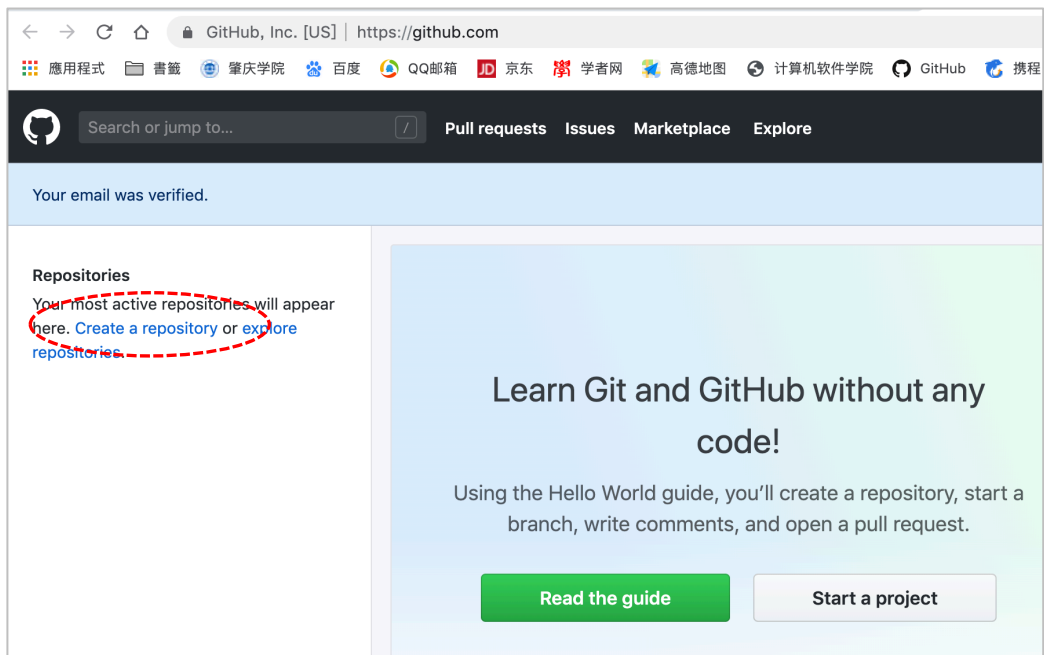 GitHub, Inc. [US] | https://github.com
應用程式 書籤 肇庆学院 百度 QQ邮箱 JD 京东 學 学者网 高德地图 计算机软件学院 GitHub 携程
Search or jump to... / Pull requests Issues Marketplace Explore
Your email was verified.
Repositories
Your most active repositories will appear
here. Create a repository or explore
repositories.
Learn Git and GitHub without any
code!
Using the Hello World guide, you’ll create a repository, start a
branch, write comments, and open a pull request.
Read the guide Start a project